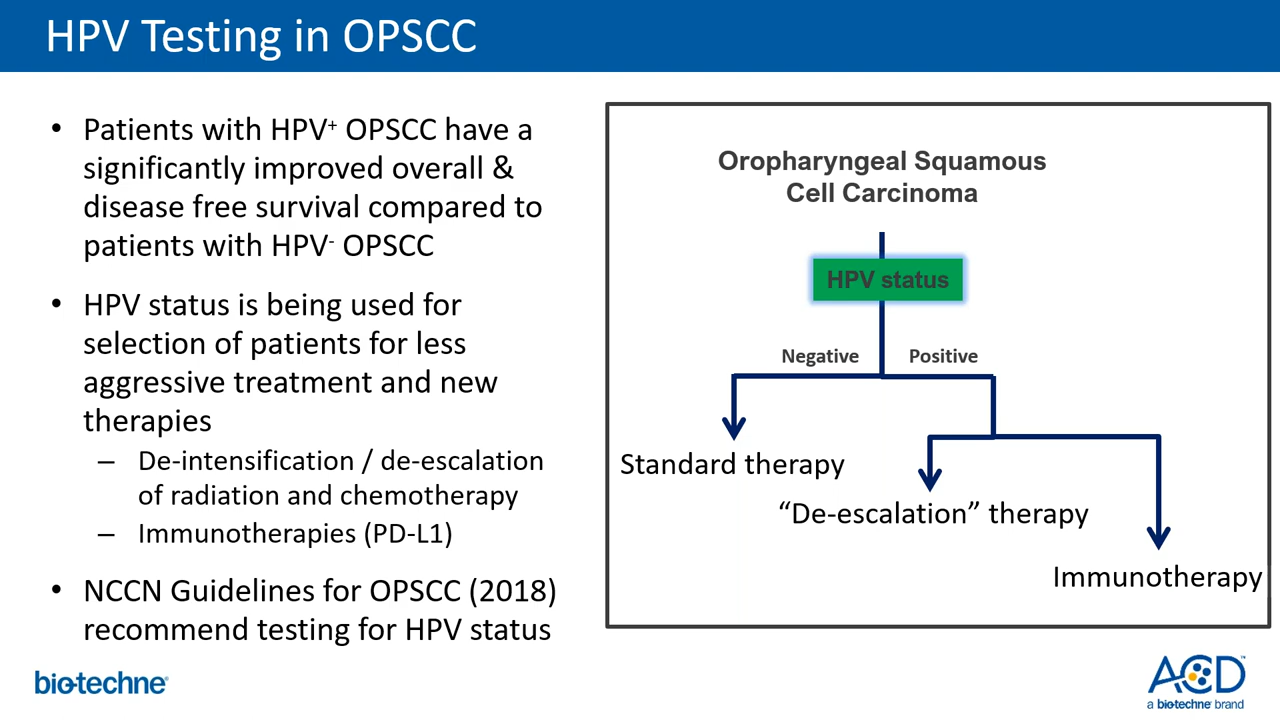 HPV Testing in OPSCC
• Patients with HPV⁺ OPSCC have a
significantly improved overall &
disease free survival compared to
patients with HPV⁻ OPSCC
• HPV status is being used for
selection of patients for less
aggressive treatment and new
therapies
– De-intensification / de-escalation
of radiation and chemotherapy
– Immunotherapies (PD-L1)
• NCCN Guidelines for OPSCC (2018)
recommend testing for HPV status
Oropharyngeal Squamous
Cell Carcinoma
HPV status
Negative
Positive
Standard therapy
“De-escalation” therapy
Immunotherapy
bio-techne®
ACD™
a bio-techne® brand